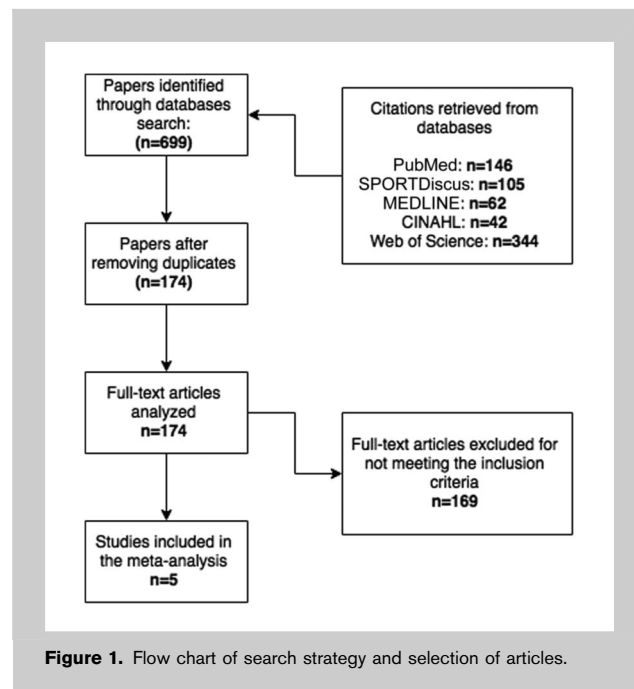 Papers identified
through databases
search:
(n=699)
Citations retrieved from
databases
PubMed: n=146
SPORTDiscus: n=105
MEDLINE: n=62
CINAHL: n=42
Web of Science: n=344
Papers after
removing duplicates
(n=174)
Full-text articles
analyzed
n=174
Full-text articles excluded for
not meeting the inclusion
criteria
n=169
Studies included in
the meta-analysis
n=5
Figure 1. Flow chart of search strategy and selection of articles.